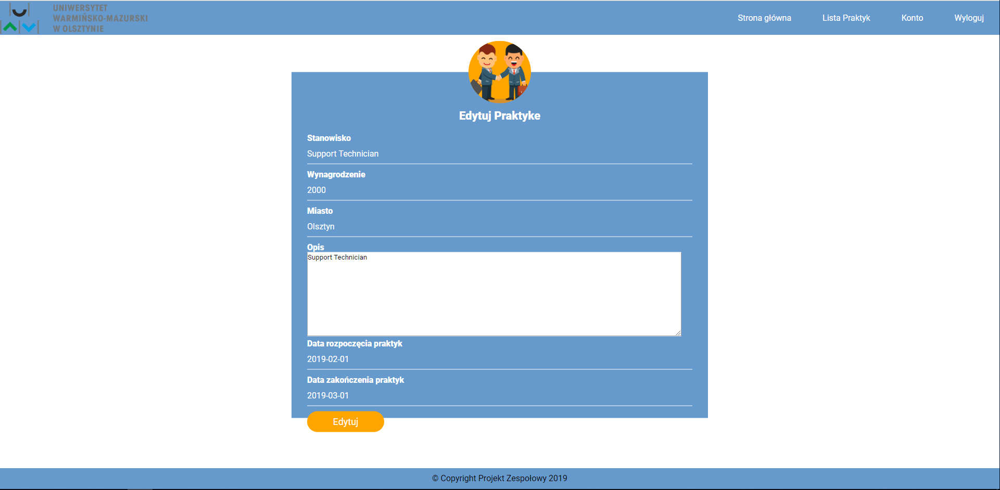 UNIWERSYTET
WARMIŃSKO-MAZURSKI
W OLSZTYNIE
Strona główna
Lista Praktyk
Konto
Wyloguj
Edytuj Praktyke
Stanowisko
Support Technician
Wynagrodzenie
2000
Miasto
Olsztyn
Opis
Support Technician
Data rozpoczęcia praktyk
2019-02-01
Data zakończenia praktyk
2019-03-01
Edytuj
© Copyright Projekt Zespołowy 2019